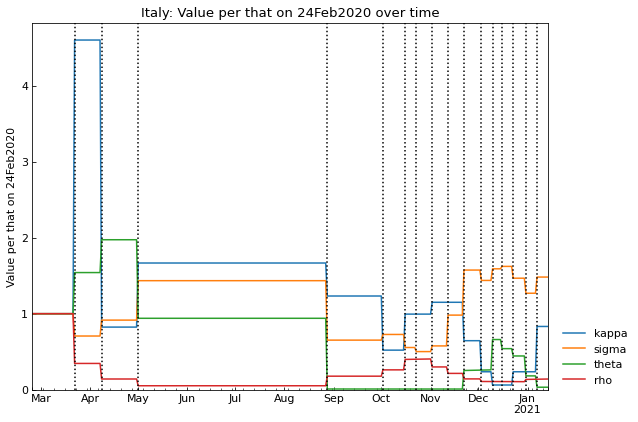 Italy: Value per that on 24Feb2020 over time
Value per that on 24Feb2020
4
3
2
1
0
Mar Apr May Jun Jul Aug Sep Oct Nov Dec Jan
2021
kappa
sigma
theta
rho